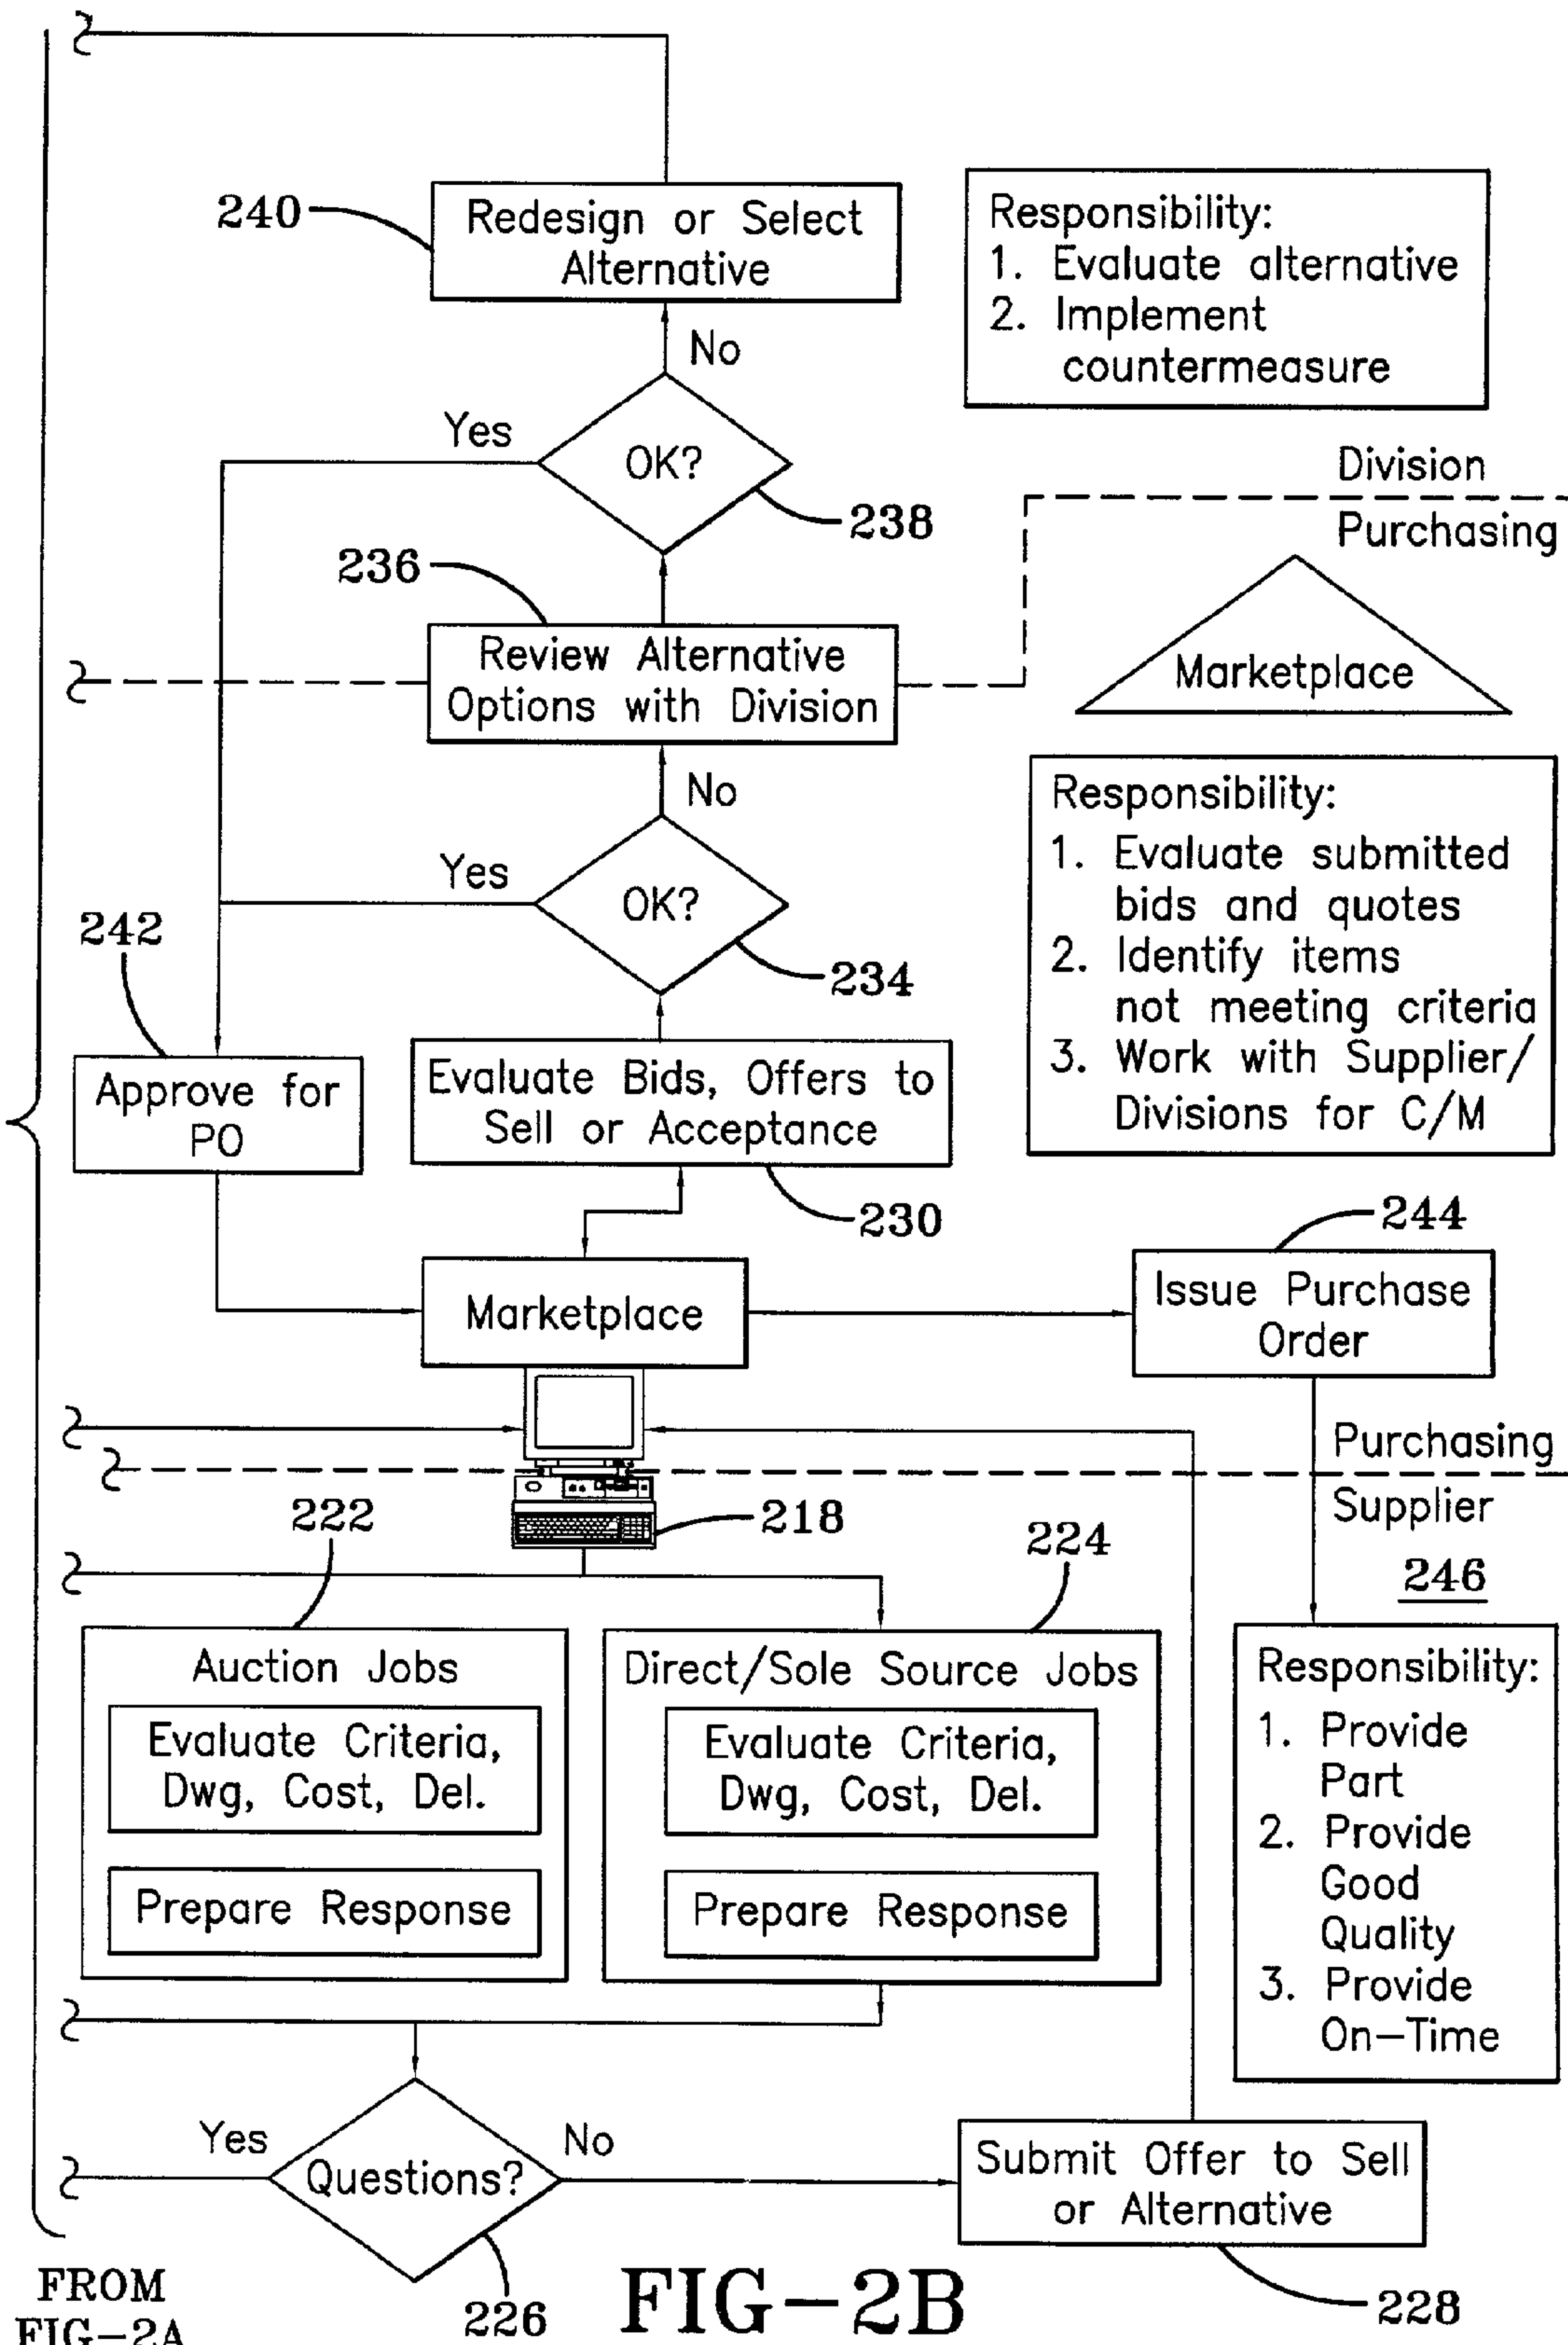 240
Redesign or Select
Alternative
Responsibility:
1. Evaluate alternative
2. Implement
countermeasure
No
Yes
OK?
238
Division
Purchasing
236
Review Alternative
Options with Division
Marketplace
No
Yes
OK?
234
Responsibility:
1. Evaluate submitted
bids and quotes
2. Identify items
not meeting criteria
3. Work with Supplier/
Divisions for C/M
242
Approve for
PO
Evaluate Bids, Offers to
Sell or Acceptance
230
244
Marketplace
Issue Purchase
Order
Purchasing
Supplier
218
222
224
246
Auction Jobs
Evaluate Criteria,
Dwg, Cost, Del.
Prepare Response
Direct/Sole Source Jobs
Evaluate Criteria,
Dwg, Cost, Del.
Prepare Response
Responsibility:
1. Provide
Part
2. Provide
Good
Quality
3. Provide
On-Time
Yes
Questions?
No
226
Submit Offer to Sell
or Alternative
228
FROM
FIG-2A
FIG-2B